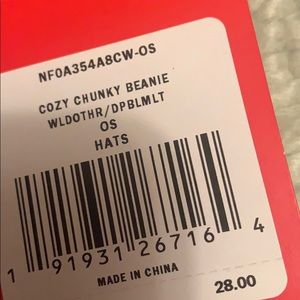 NF0A354A8CW-OS
COZY CHUNKY BEANIE
WLDOTHR/DPBLMLT
OS
HATS
1 91931 26716 4
MADE IN CHINA
28.00